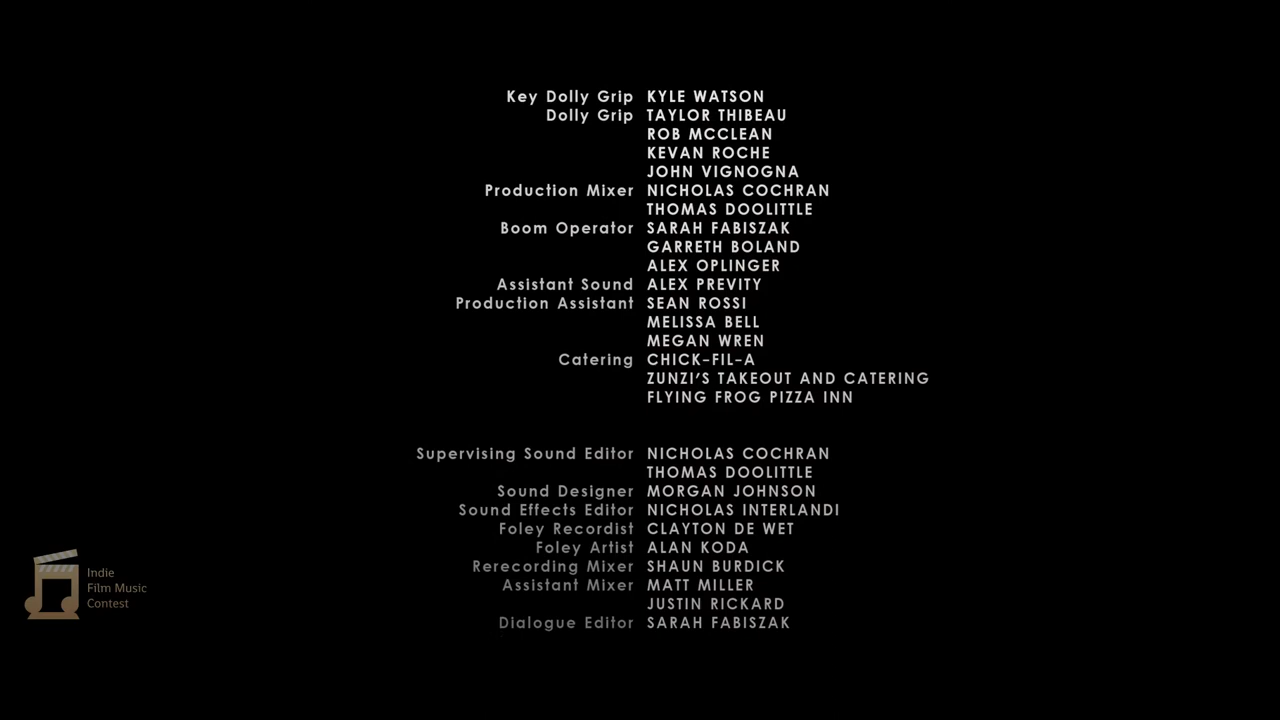 Key Dolly Grip KYLE WATSON
Dolly Grip TAYLOR THIBEAU
ROB MCCLEAN
KEVAN ROCHE
JOHN VIGNOGNA
Production Mixer NICHOLAS COCHRAN
THOMAS DOOLITTLE
Boom Operator SARAH FABISZAK
GARRETH BOLAND
ALEX OPLINGER
Assistant Sound ALEX PREVITY
Production Assistant SEAN ROSSI
MELISSA BELL
MEGAN WREN
Catering CHICK-FIL-A
ZUNZI'S TAKEOUT AND CATERING
FLYING FROG PIZZA INN
Supervising Sound Editor NICHOLAS COCHRAN
THOMAS DOOLITTLE
Sound Designer MORGAN JOHNSON
Sound Effects Editor NICHOLAS INTERLANDI
Foley Recordist CLAYTON DE WET
Foley Artist ALAN KODA
Rerecording Mixer SHAUN BURDICK
Assistant Mixer MATT MILLER
JUSTIN RICKARD
Dialogue Editor SARAH FABISZAK
Indie
Film Music
Contest